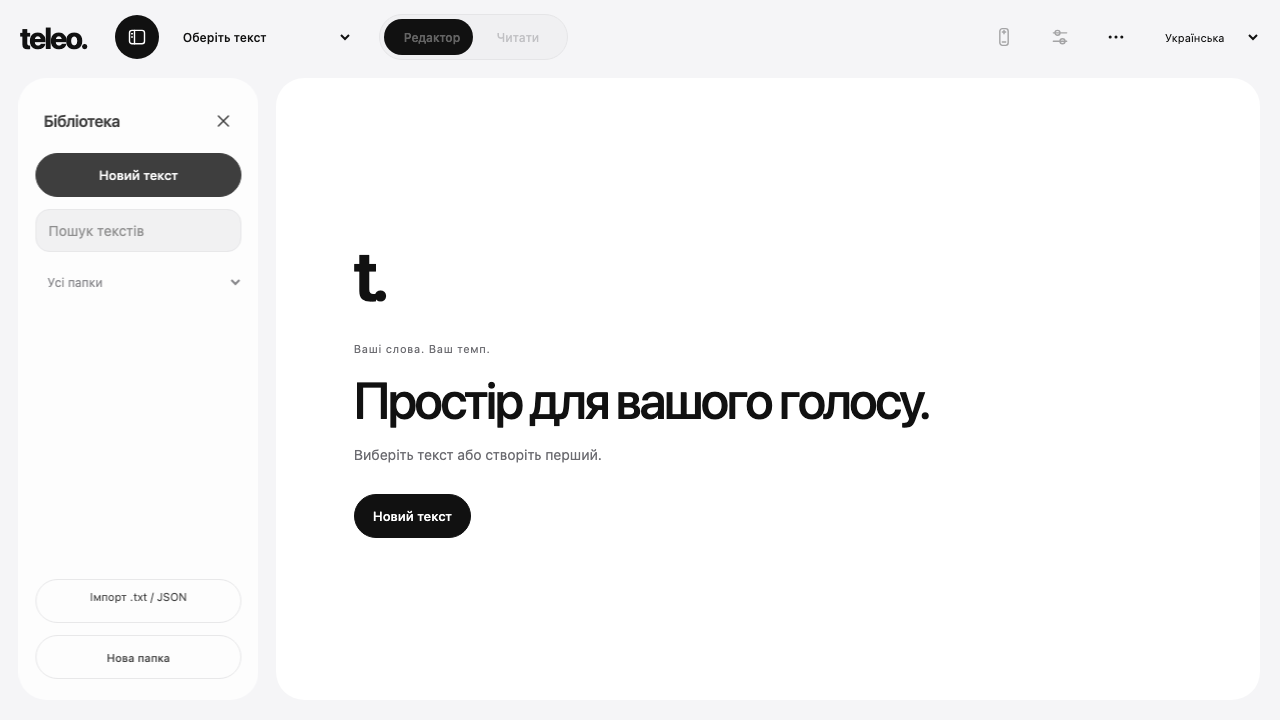 teleo.
Оберіть текст
Редактор
Читати
Українська
Бібліотека
Новий текст
Пошук текстів
Усі папки
Імпорт .txt / JSON
Нова папка
t.
Ваші слова. Ваш темп.
Простір для вашого голосу.
Виберіть текст або створіть перший.
Новий текст